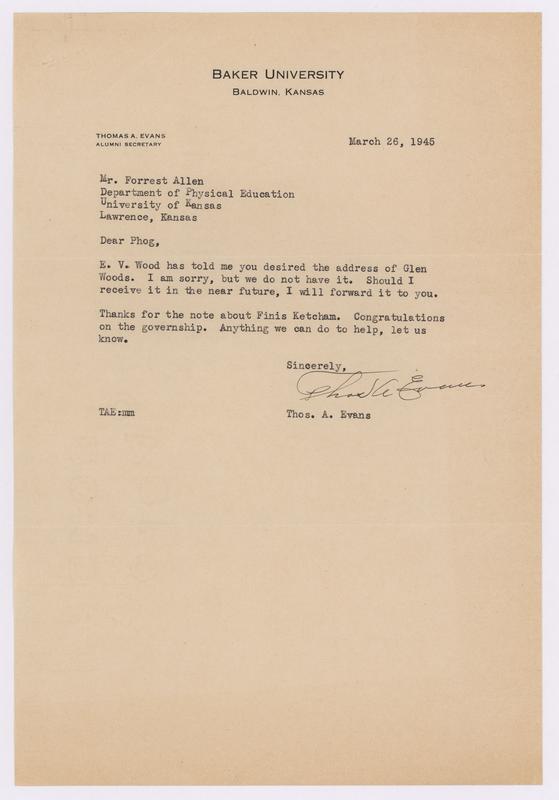 BAKER UNIVERSITY
BALDWIN, KANSAS
THOMAS A. EVANS
ALUMNI SECRETARY
March 26, 1945
Mr. Forrest Allen
Department of Physical Education
University of Kansas
Lawrence, Kansas
Dear Phog,
E. V. Wood has told me you desired the address of Glen
Woods. I am sorry, but we do not have it. Should I
receive it in the near future, I will forward it to you.
Thanks for the note about Finis Ketcham. Congratulations
on the governship. Anything we can do to help, let us
know.
Sincerely,
Thos A Evans
TAE:mm
Thos. A. Evans